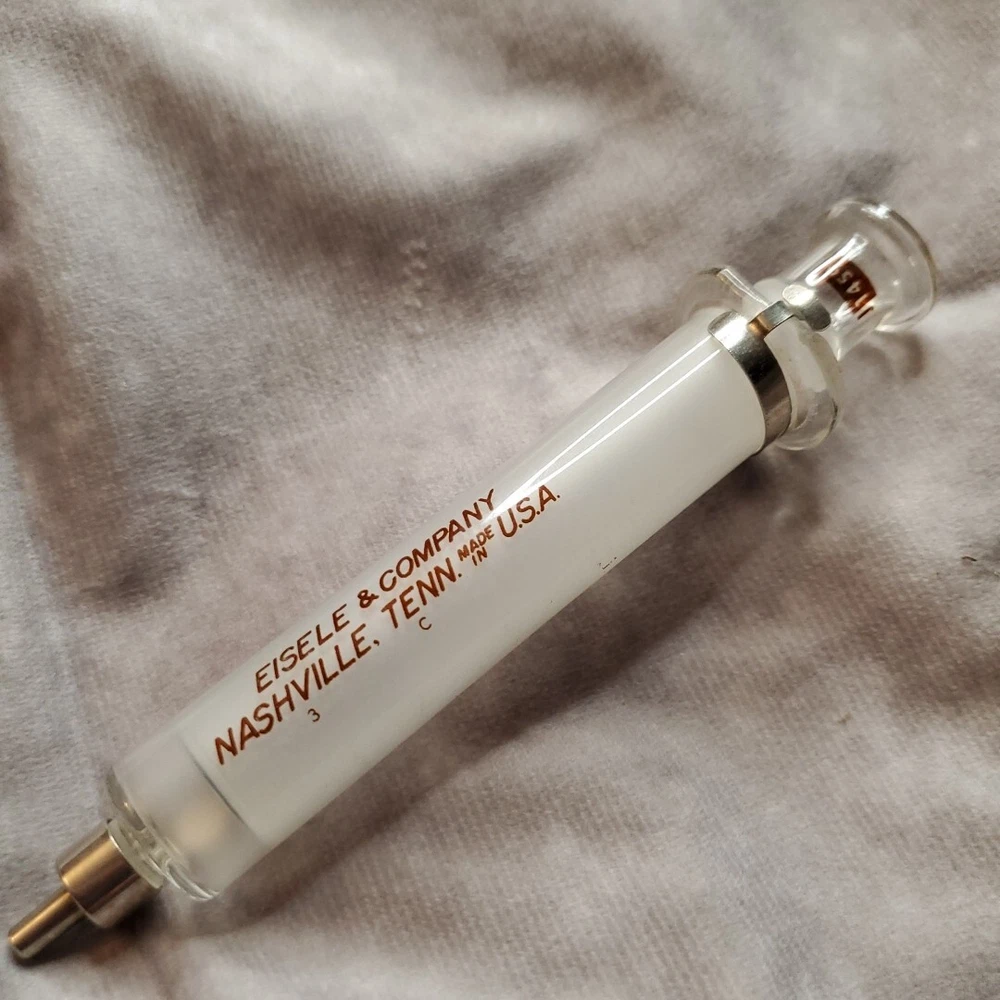 EISELE & COMPANY
NASHVILLE, TENN. MADE IN U.S.A.
3 C